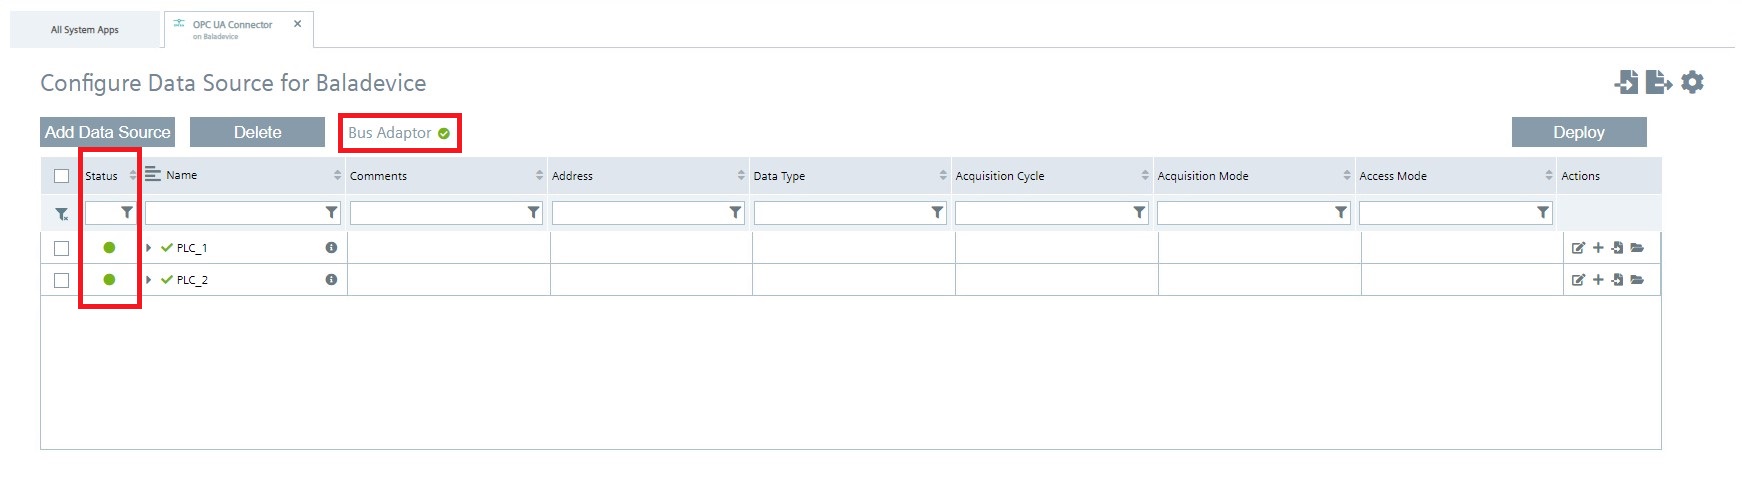 All System Apps
OPC UA Connector
on Baladevice
Configure Data Source for Baladevice
Add Data Source
Delete
Bus Adaptor
Deploy
Status
Name
Comments
Address
Data Type
Acquisition Cycle
Acquisition Mode
Access Mode
Actions
PLC_1
PLC_2